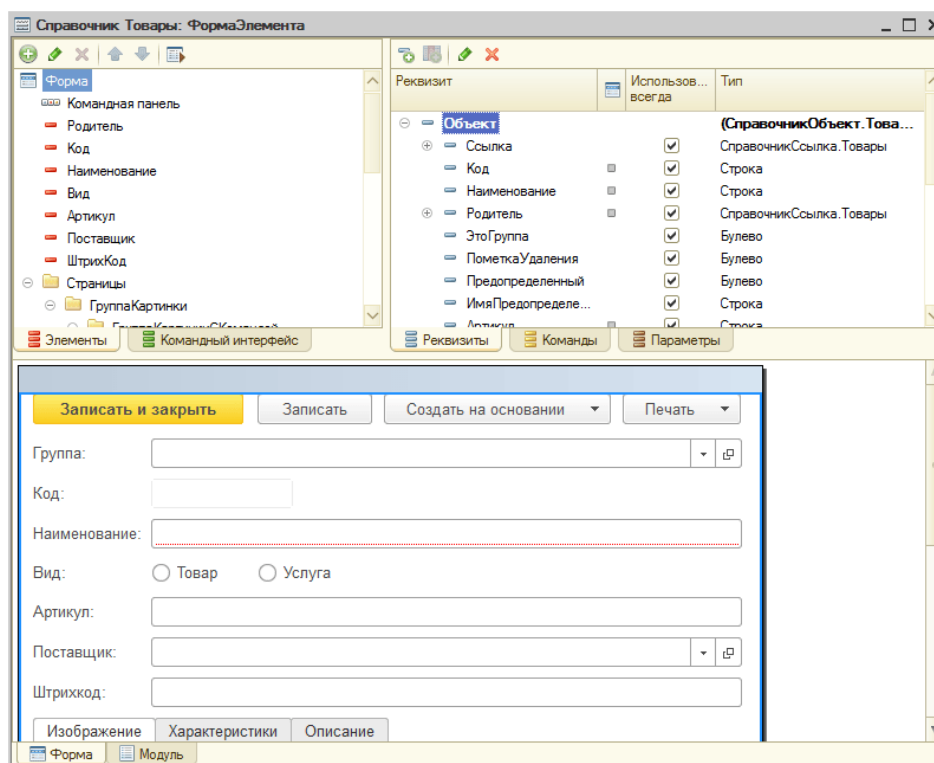 Справочник Товары: ФормаЭлемента
Форма
Командная панель
Родитель
Код
Наименование
Вид
Артикул
Поставщик
ШтрихКод
Страницы
ГруппаКартинки
ГруппаКартинкиСКомандой
Элементы
Командный интерфейс
Реквизит
Использов... всегда
Тип
Объект (СправочникОбъект.Това...
Ссылка СправочникСсылка.Товары
Код Строка
Наименование Строка
Родитель СправочникСсылка.Товары
ЭтоГруппа Булево
ПометкаУдаления Булево
Предопределенный Булево
ИмяПредопределе... Строка
Артикул Строка
Реквизиты
Команды
Параметры
Записать и закрыть
Записать
Создать на основании
Печать
Группа:
Код:
Наименование:
Вид: Товар Услуга
Артикул:
Поставщик:
Штрихкод:
Изображение
Характеристики
Описание
Форма
Модуль